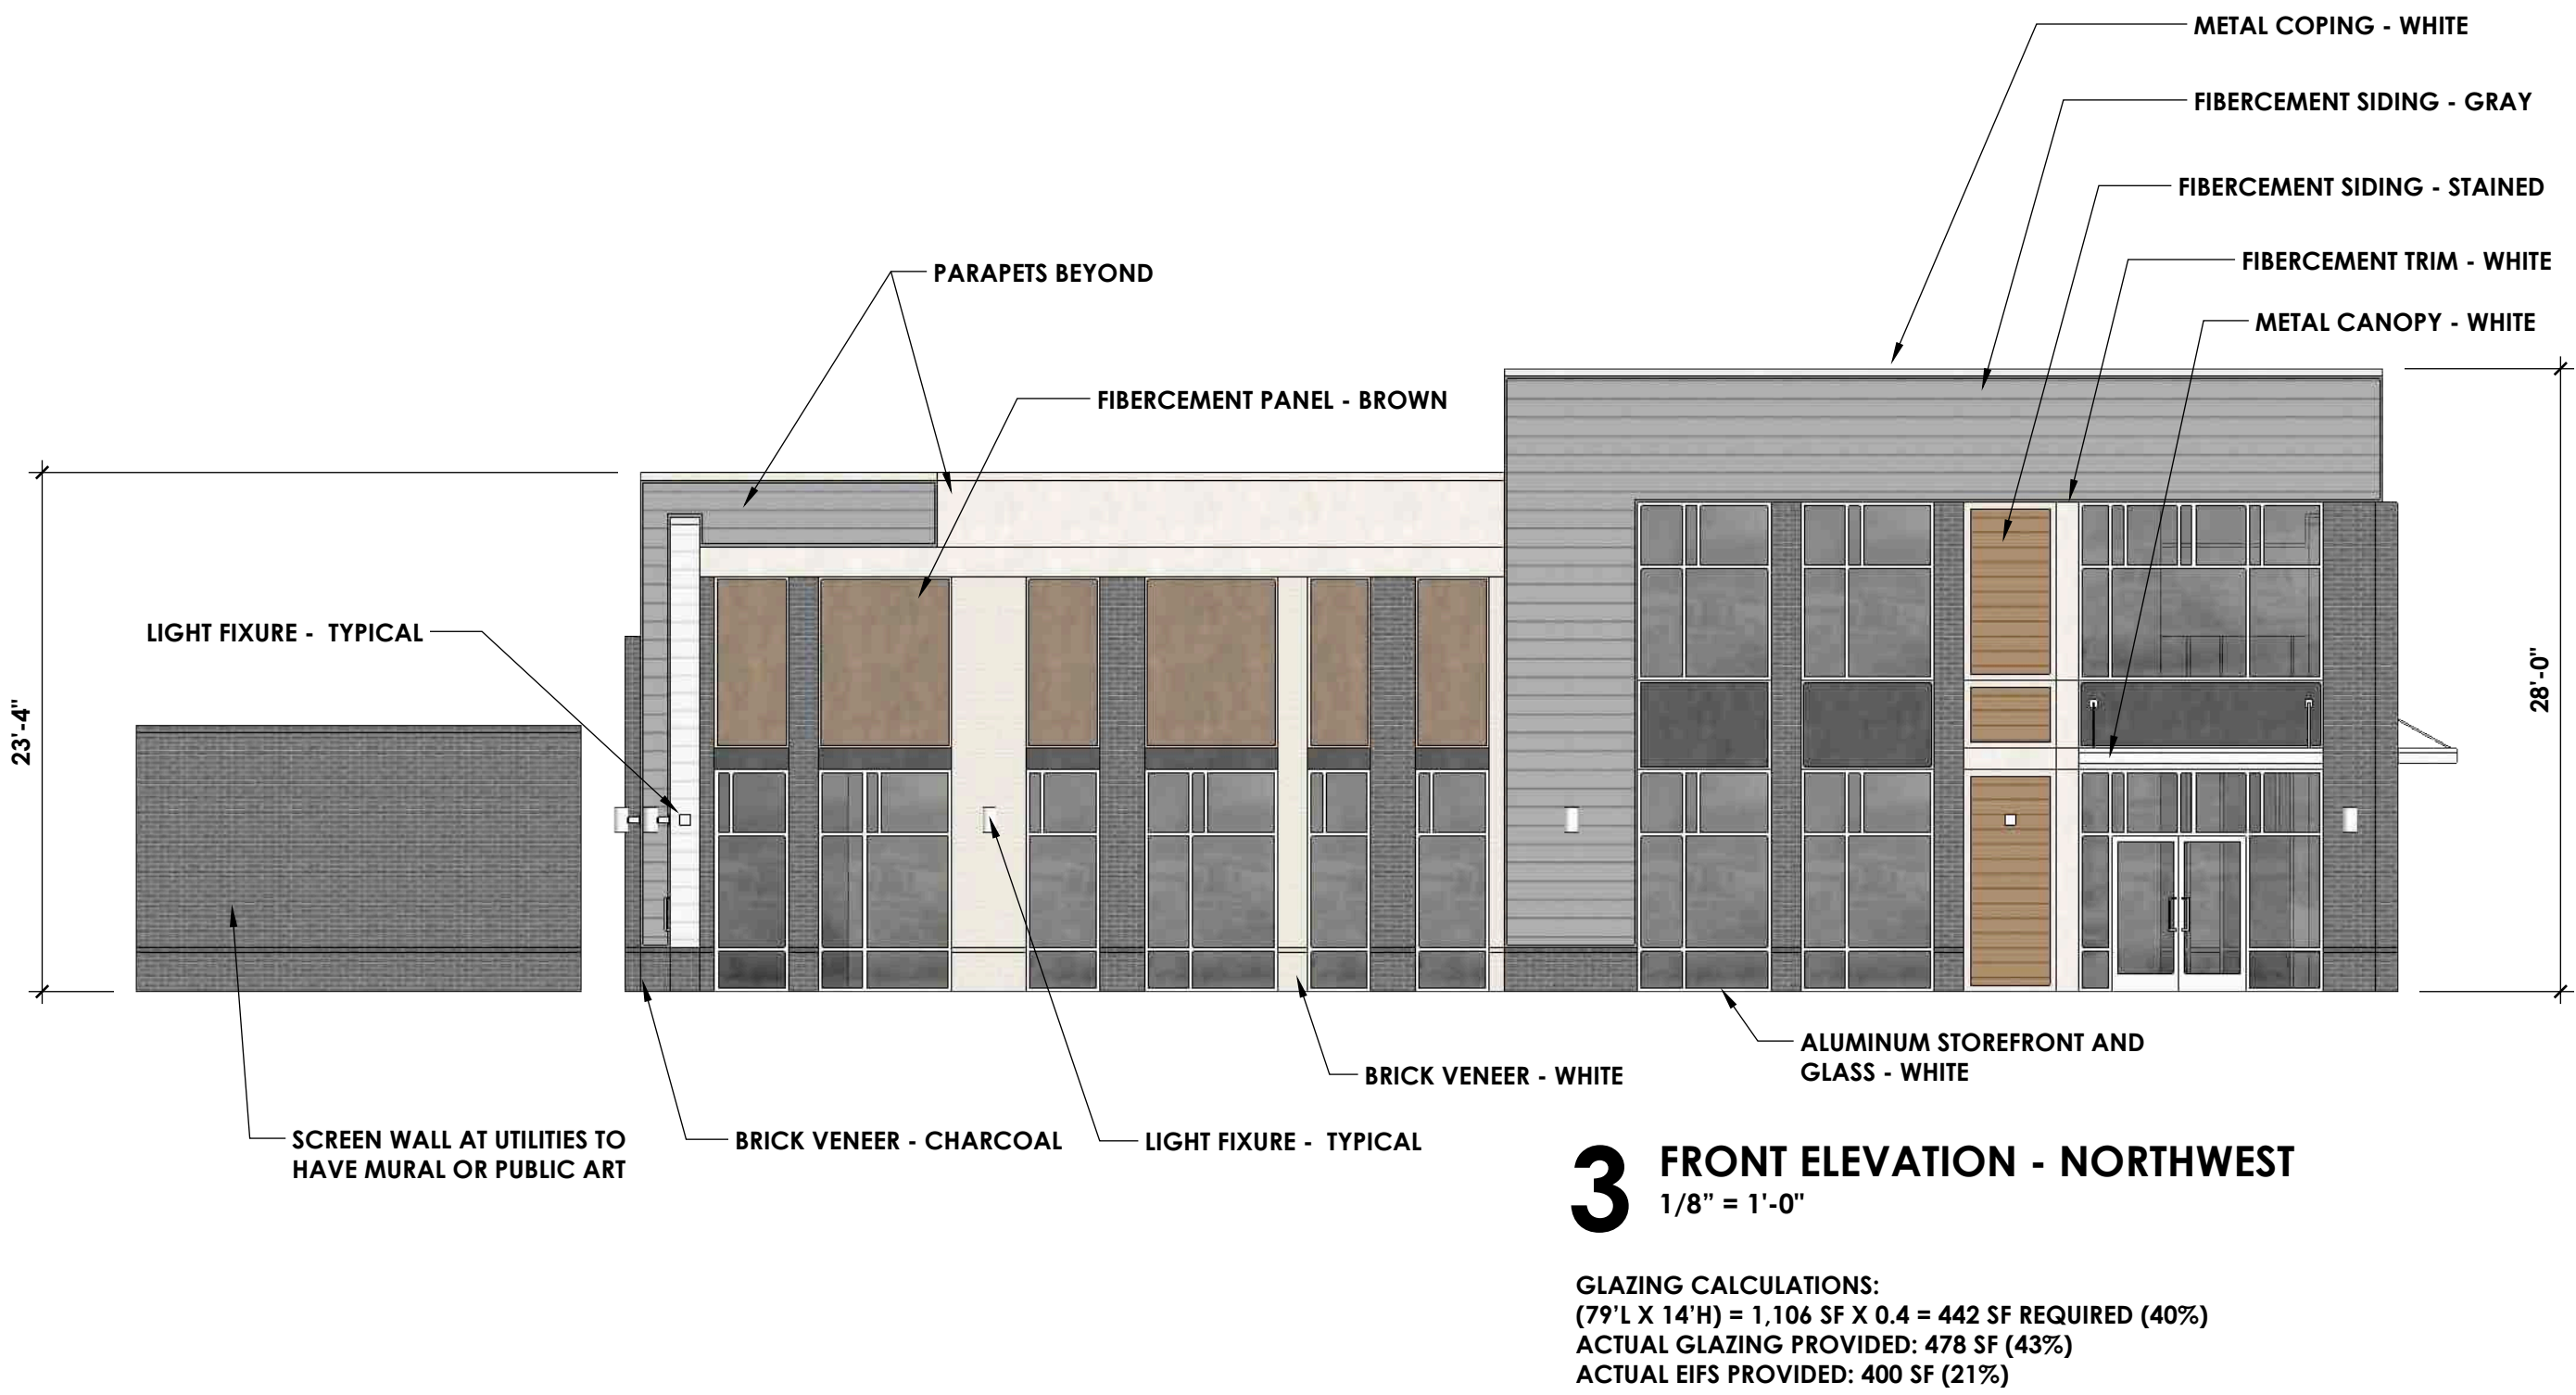 METAL COPING - WHITE
FIBERCEMENT SIDING - GRAY
FIBERCEMENT SIDING - STAINED
FIBERCEMENT TRIM - WHITE
METAL CANOPY - WHITE
PARAPETS BEYOND
FIBERCEMENT PANEL - BROWN
LIGHT FIXURE - TYPICAL
23'-4"
28'-0"
ALUMINUM STOREFRONT AND
GLASS - WHITE
BRICK VENEER - WHITE
SCREEN WALL AT UTILITIES TO
HAVE MURAL OR PUBLIC ART
BRICK VENEER - CHARCOAL
LIGHT FIXURE - TYPICAL
3 FRONT ELEVATION - NORTHWEST
1/8” = 1'-0"
GLAZING CALCULATIONS:
(79’L X 14’H) = 1,106 SF X 0.4 = 442 SF REQUIRED (40%)
ACTUAL GLAZING PROVIDED: 478 SF (43%)
ACTUAL EIFS PROVIDED: 400 SF (21%)